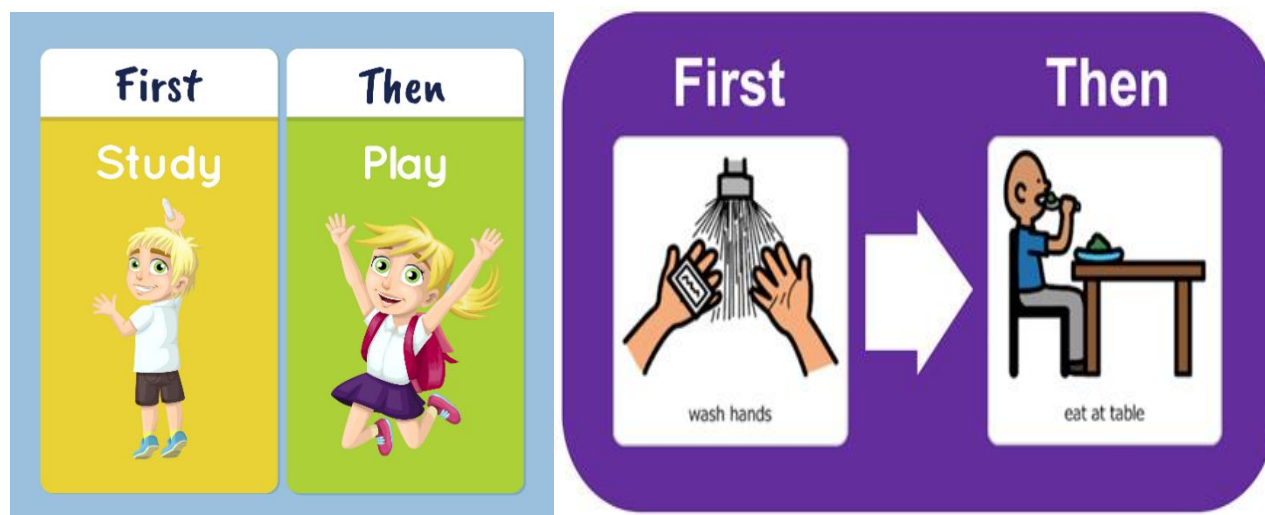 First
Then
Study
Play
First
Then
wash hands
eat at table